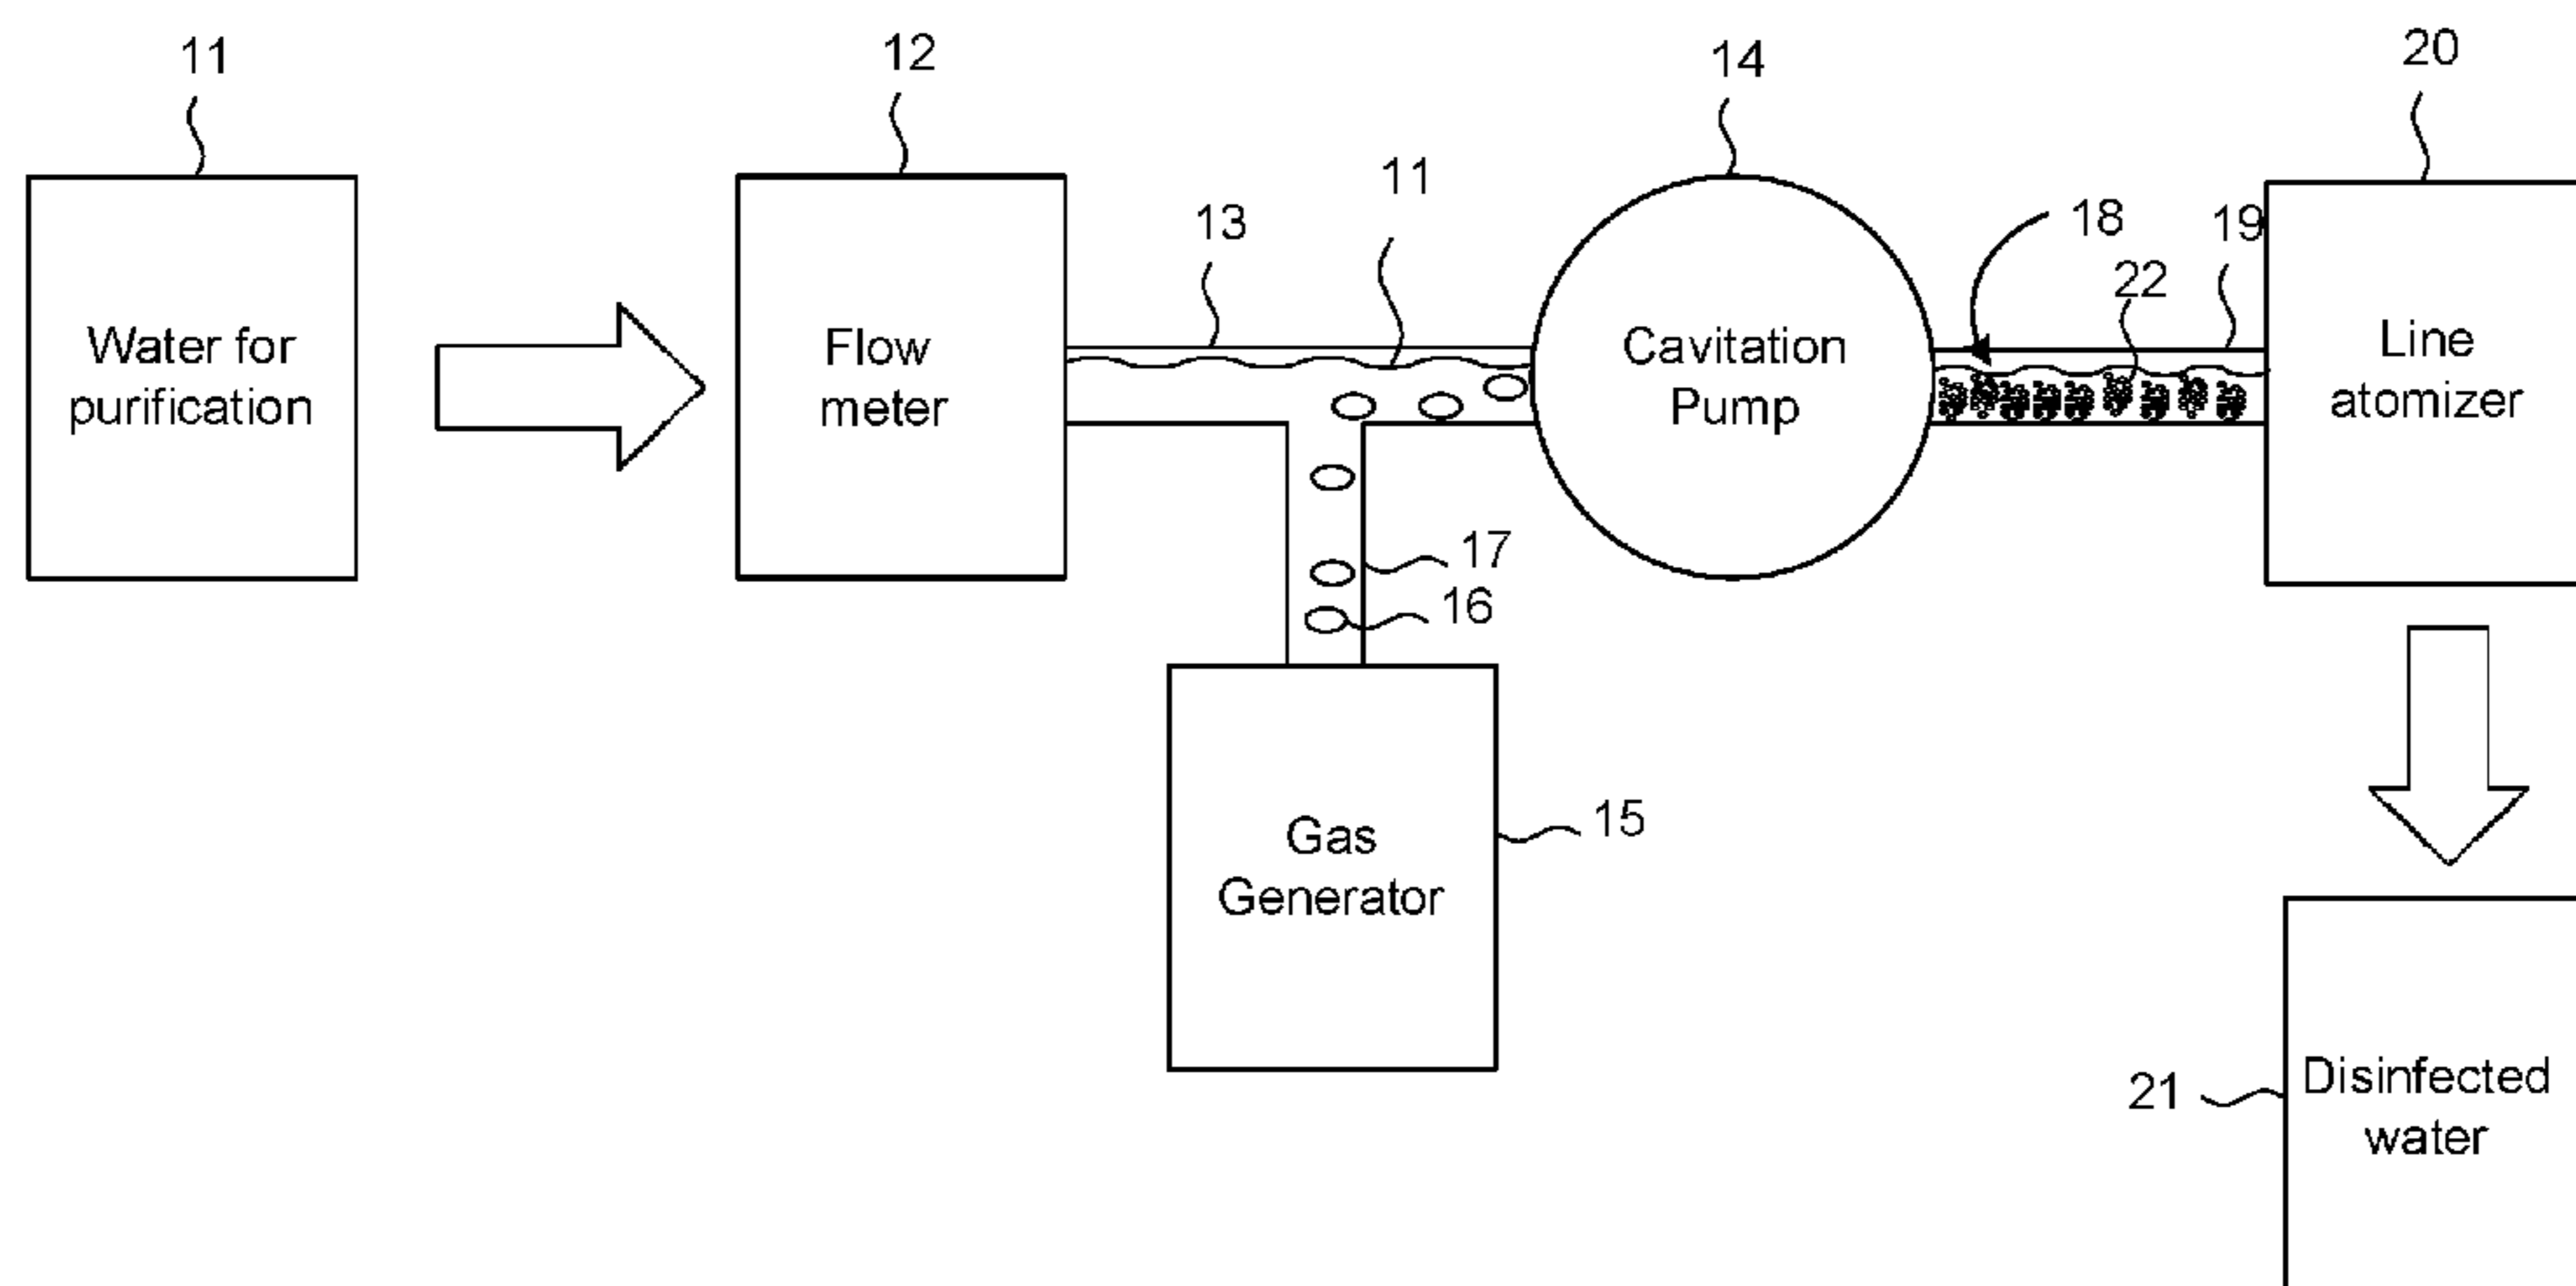 11
12
14
20
11
13
18
19
22
Water for
purification
Flow
meter
Cavitation
Pump
Line
atomizer
17
16
Gas
Generator
15
21
Disinfected
water